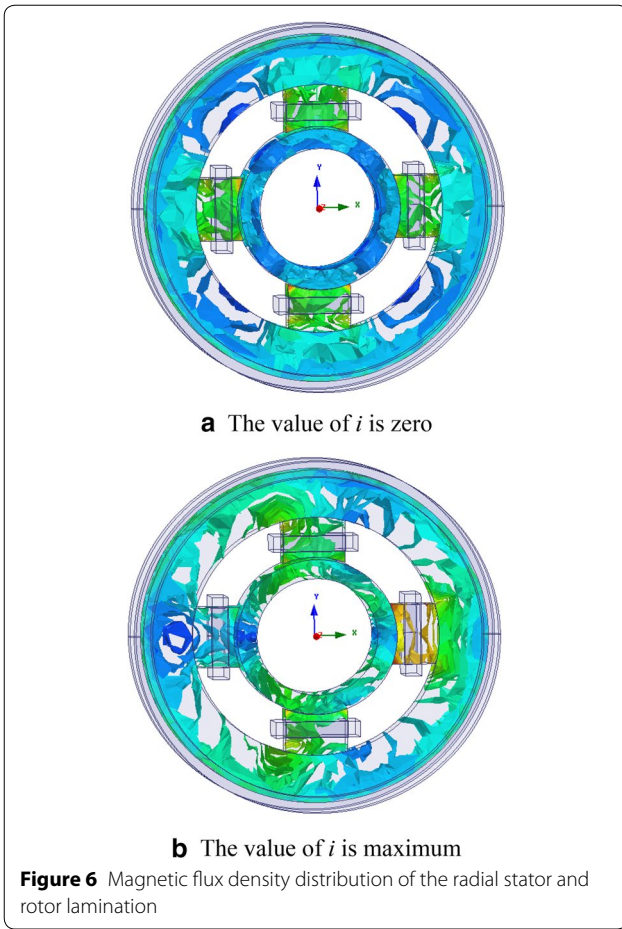 Y
X
Z
a The value of i is zero
Y
X
Z
b The value of i is maximum
Figure 6 Magnetic flux density distribution of the radial stator and
rotor lamination